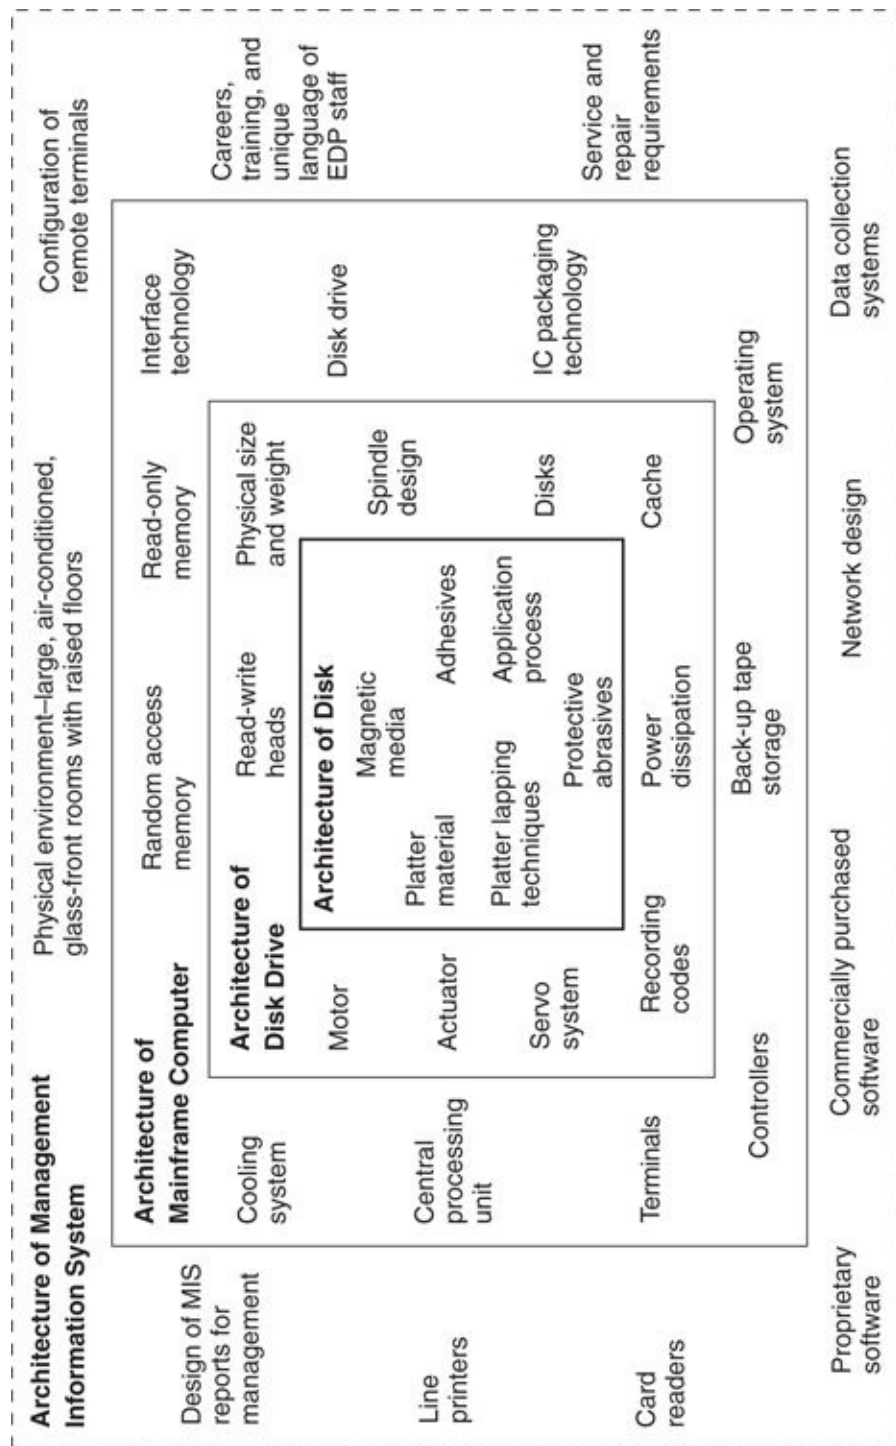 Architecture of Management
Information System
Physical environment–large, air-conditioned,
glass-front rooms with raised floors
Configuration of
remote terminals
Design of MIS
reports for
management
Line
printers
Card
readers
Proprietary
software
Commercially purchased
software
Network design
Data collection
systems
Careers,
training, and
unique
language of
EDP staff
Service and
repair
requirements
Architecture of
Mainframe Computer
Random access
memory
Read-only
memory
Interface
technology
Cooling
system
Central
processing
unit
Terminals
Controllers
Back-up tape
storage
Operating
system
Disk drive
IC packaging
technology
Architecture of
Disk Drive
Read-write
heads
Physical size
and weight
Motor
Actuator
Servo
system
Recording
codes
Power
dissipation
Cache
Spindle
design
Disks
Architecture of Disk
Magnetic
media
Platter
material
Adhesives
Platter lapping
techniques
Application
process
Protective
abrasives